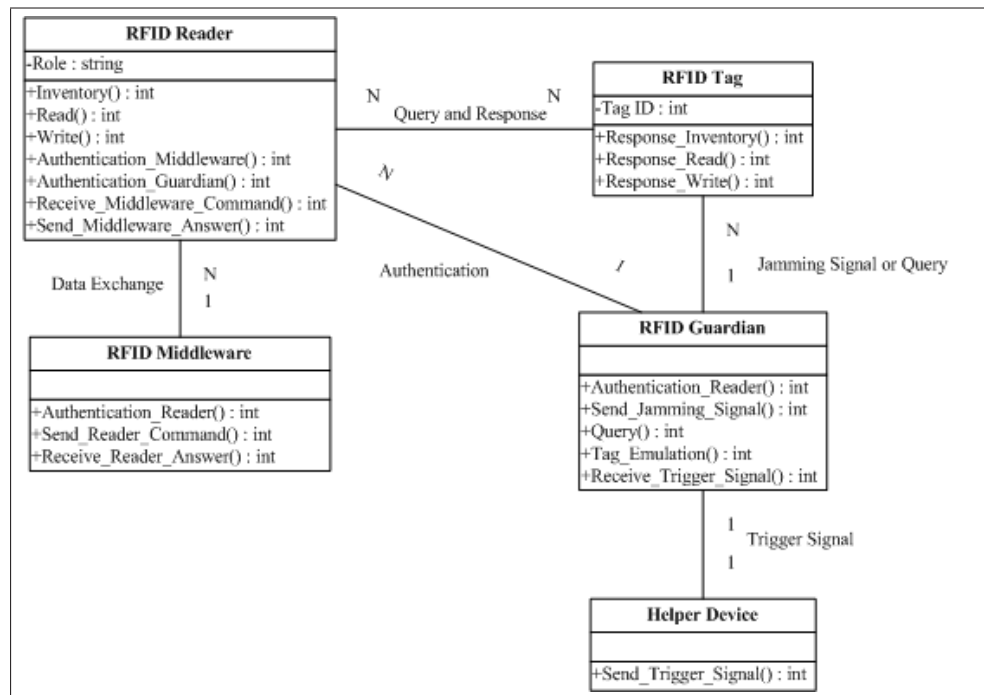 RFID Reader
-Role : string
+Inventory() : int
+Read() : int
+Write() : int
+Authentication_Middleware() : int
+Authentication_Guardian() : int
+Receive_Middleware_Command() : int
+Send_Middleware_Answer() : int
N N
Query and Response
RFID Tag
-Tag ID : int
+Response_Inventory() : int
+Response_Read() : int
+Response_Write() : int
N
Authentication
1
N
Jamming Signal or Query
1
Data Exchange
N
1
RFID Middleware
+Authentication_Reader() : int
+Send_Reader_Command() : int
+Receive_Reader_Answer() : int
RFID Guardian
+Authentication_Reader() : int
+Send_Jamming_Signal() : int
+Query() : int
+Tag_Emulation() : int
+Receive_Trigger_Signal() : int
1
Trigger Signal
1
Helper Device
+Send_Trigger_Signal() : int